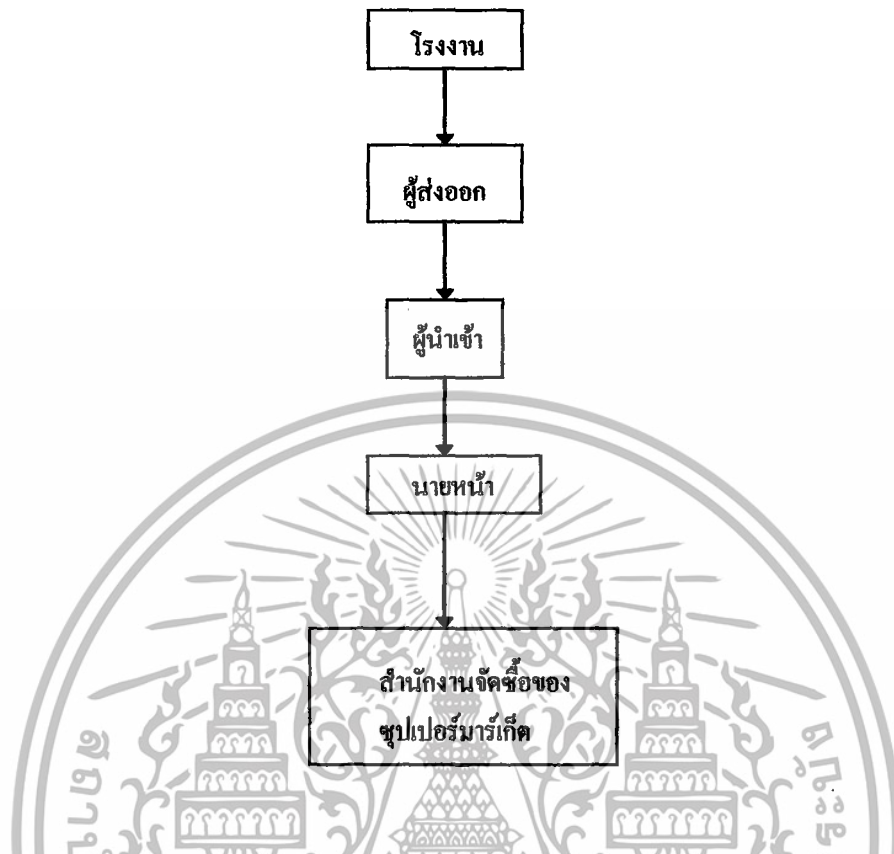 โรงงาน
ผู้ส่งออก
ผู้นำเข้า
นายหน้า
สำนักงานจัดซื้อของ
ซุปเปอร์มาร์เก็ต